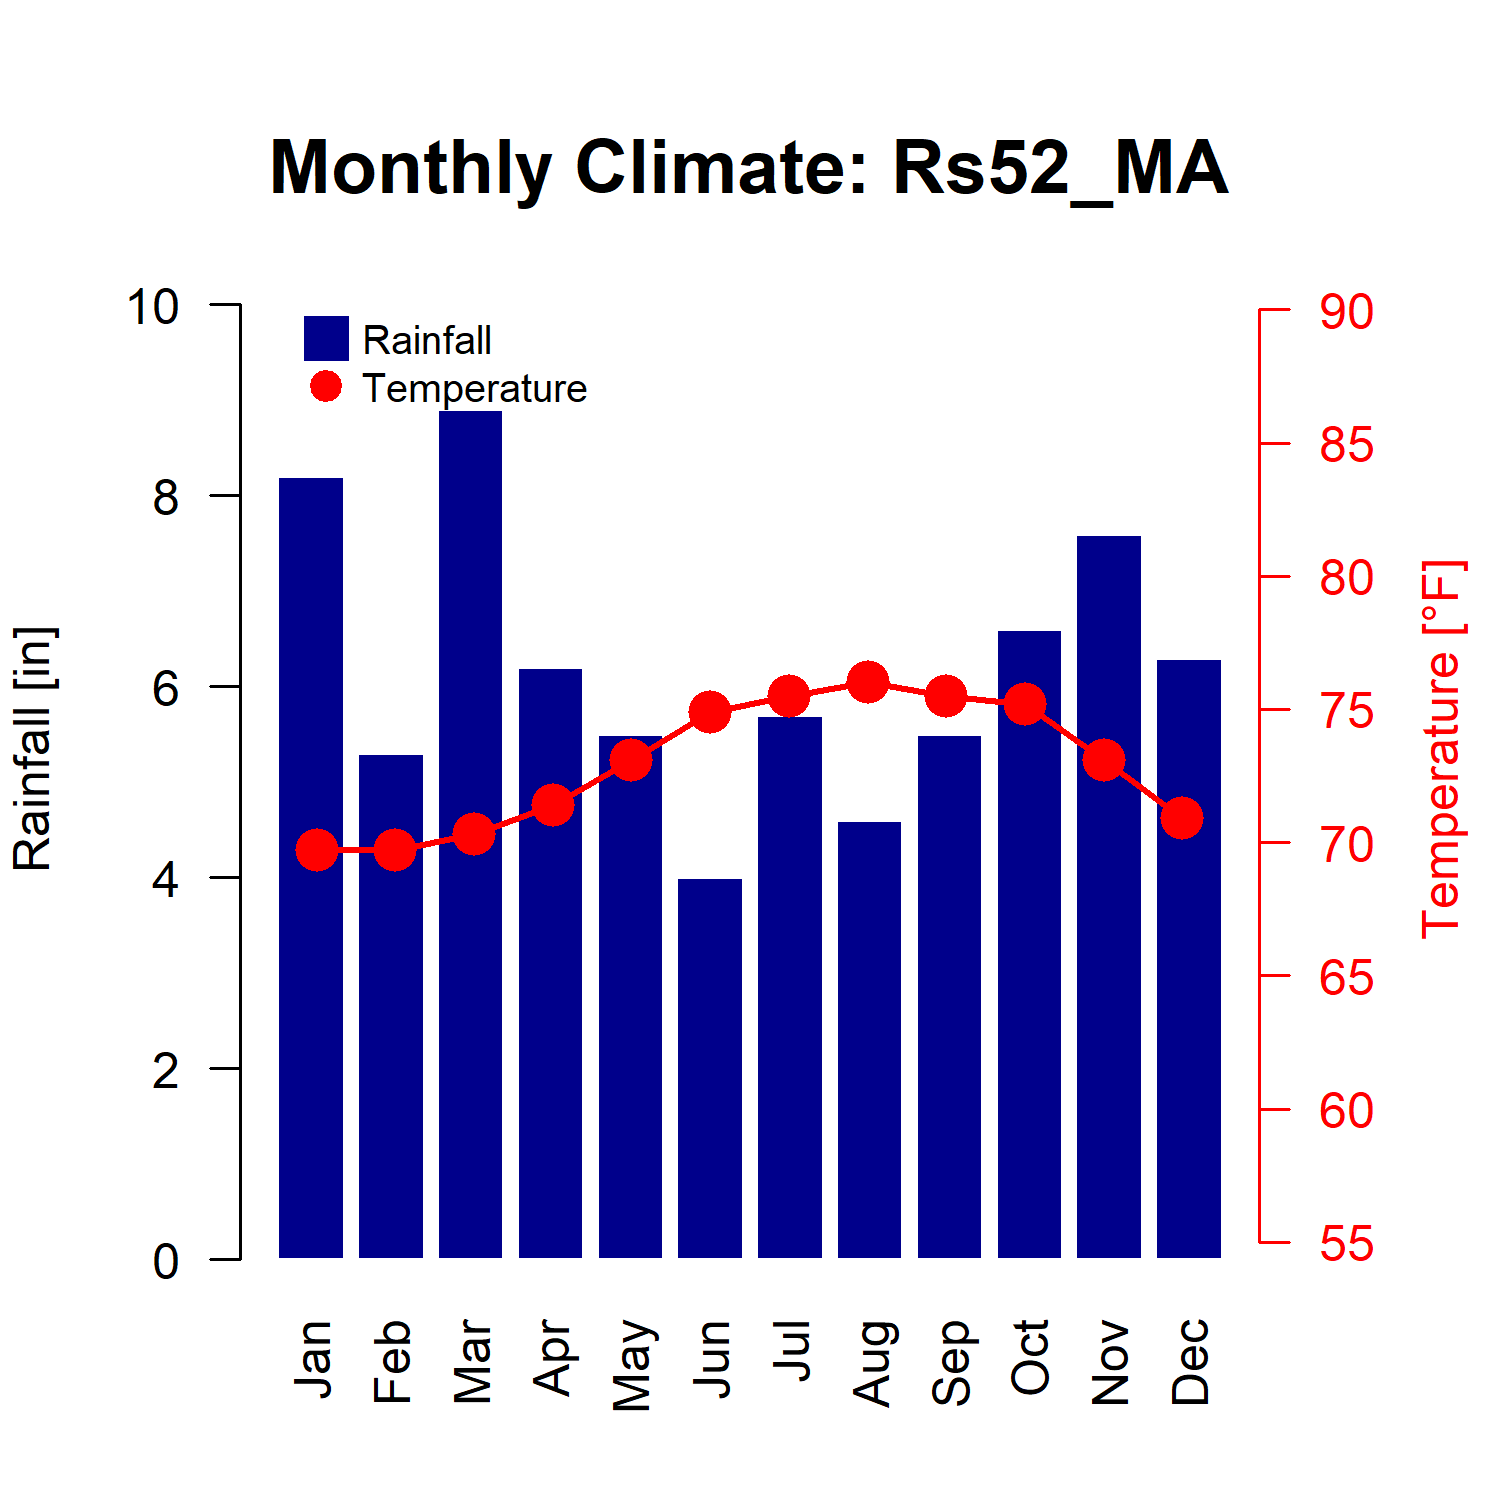 Monthly Climate: Rs52_MA
Rainfall
Temperature
Rainfall [in]
10
8
6
4
2
0
90
85
80
75
70
65
60
55
Temperature [°F]
Jan
Feb
Mar
Apr
May
Jun
Jul
Aug
Sep
Oct
Nov
Dec